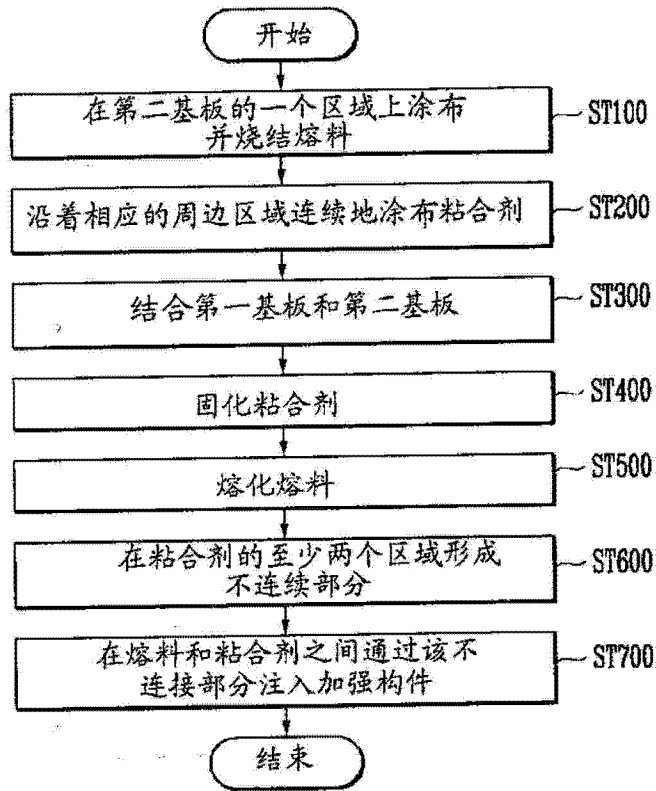 开始
在第二基板的一个区域上涂布
并烧结熔料
ST100
沿着相应的周边区域连续地涂布粘合剂
ST200
结合第一基板和第二基板
ST300
固化粘合剂
ST400
熔化熔料
ST500
在粘合剂的至少两个区域形成
不连续部分
ST600
在熔料和粘合剂之间通过该不
连接部分注入加强构件
ST700
结束